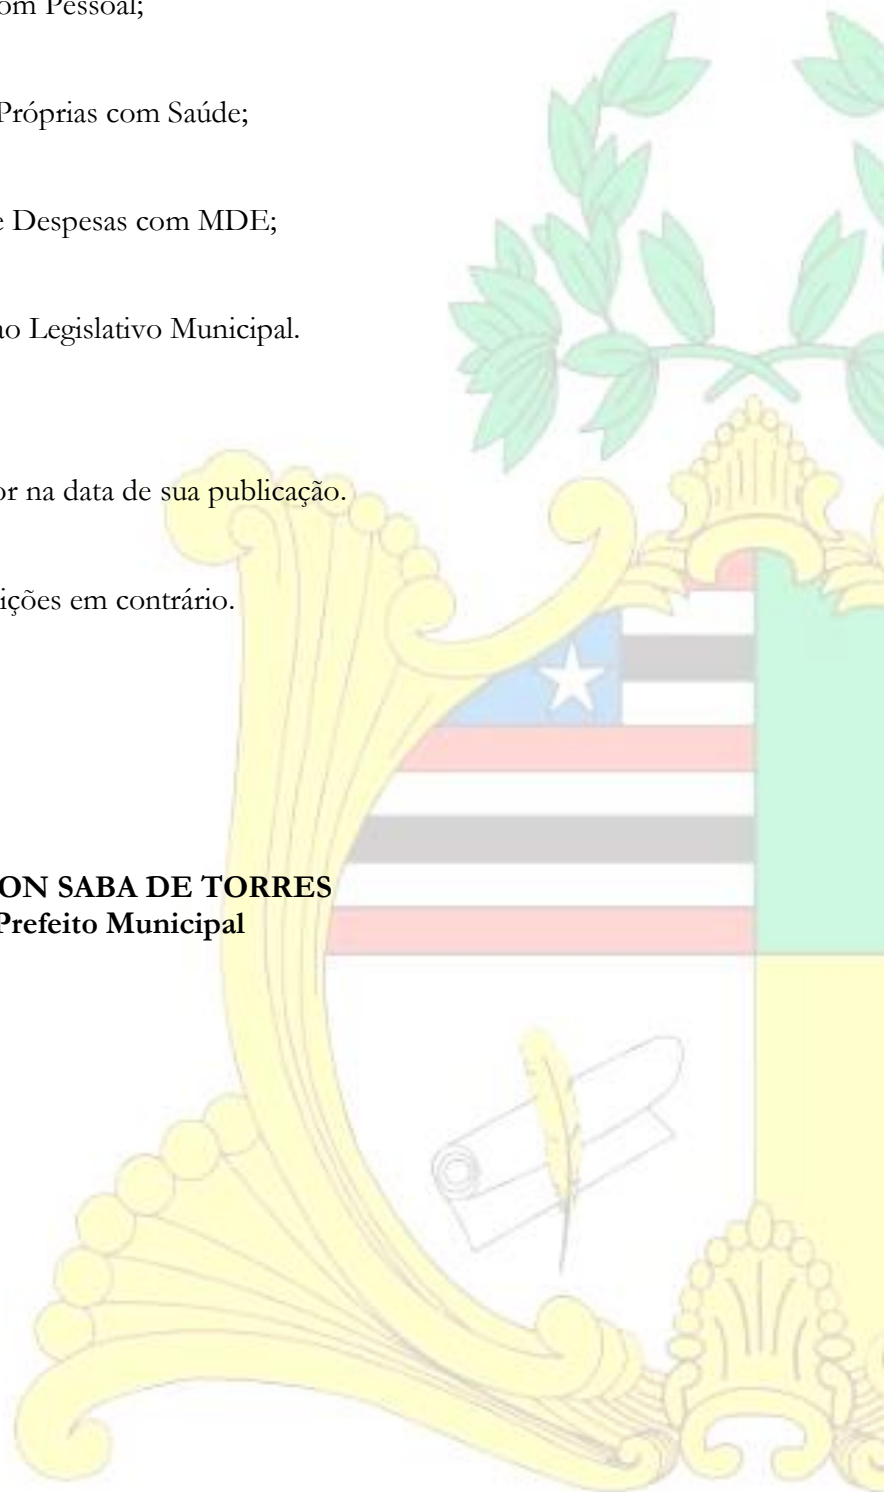 om Pessoal;
Próprias com Saúde;
e Despesas com MDE;
ao Legislativo Municipal.
or na data de sua publicação.
ições em contrário.
ON SABA DE TORRES
Prefeito Municipal